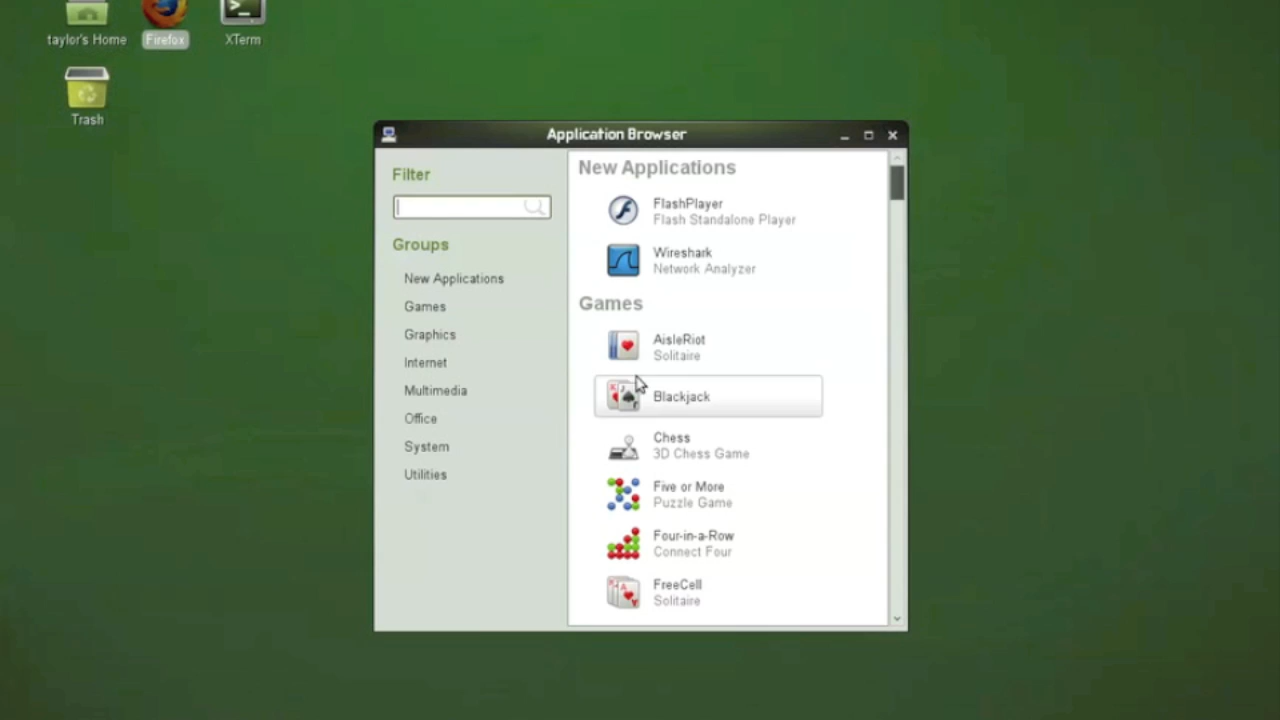 taylor's Home
Firefox
XTerm
Trash
Application Browser
Filter
Groups
New Applications
Games
Graphics
Internet
Multimedia
Office
System
Utilities
New Applications
FlashPlayer
Flash Standalone Player
Wireshark
Network Analyzer
Games
AisleRiot
Solitaire
Blackjack
Chess
3D Chess Game
Five or More
Puzzle Game
Four-in-a-Row
Connect Four
FreeCell
Solitaire